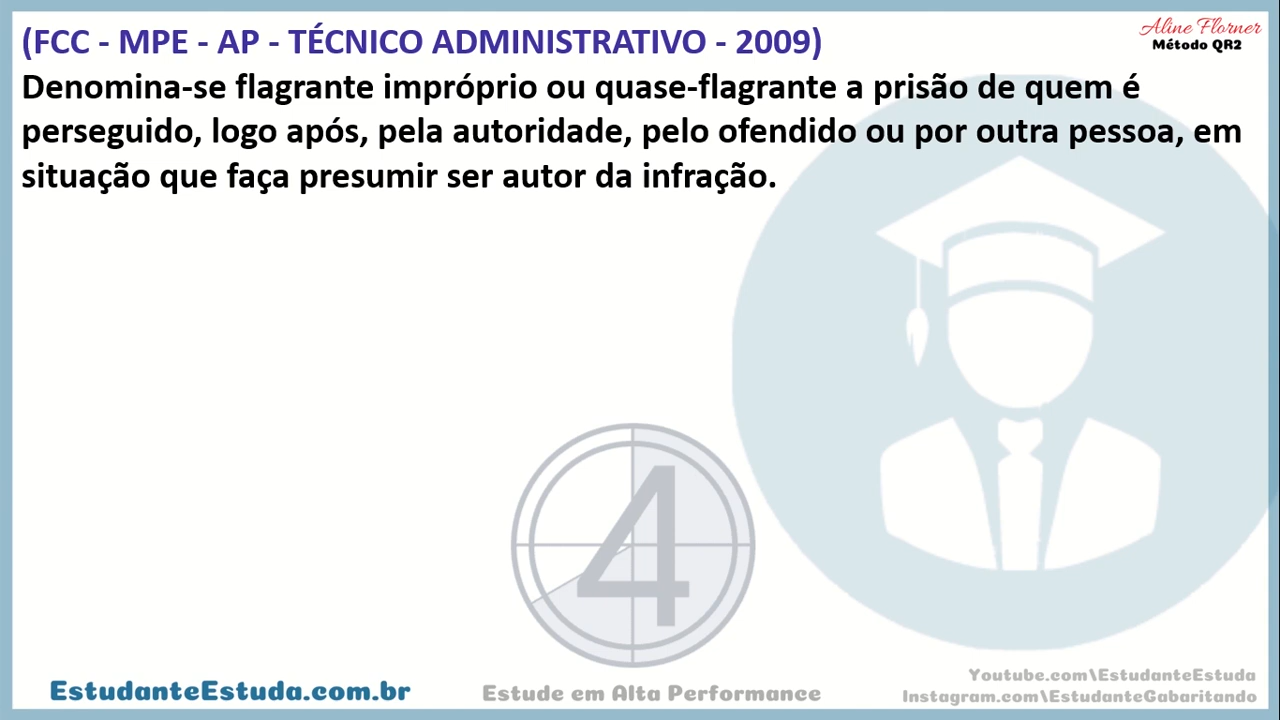 (FCC - MPE - AP - TÉCNICO ADMINISTRATIVO - 2009)
Aline Florner
Método QR2
Denomina-se flagrante impróprio ou quase-flagrante a prisão de quem é
perseguido, logo após, pela autoridade, pelo ofendido ou por outra pessoa, em
situação que faça presumir ser autor da infração.
4
EstudanteEstuda.com.br
Estude em Alta Performance
Youtube.com\EstudanteEstuda
Instagram.com\EstudanteGabaritando